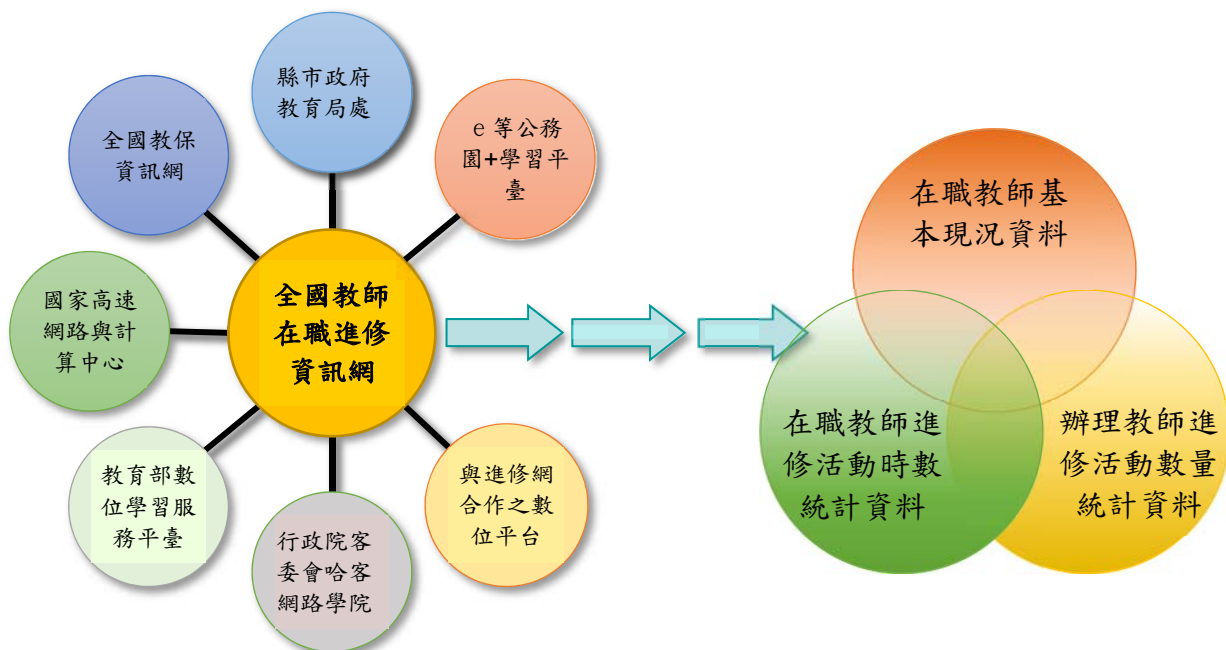 縣市政府
教育局處
e 等公務
園+學習平
臺
全國教保
資訊網
國家高速
網路與計
算中心
全國教師
在職進修
資訊網
教育部數
位學習服
務平臺
行政院客
委會哈客
網路學院
與進修網
合作之數
位平台
在職教師基
本現況資料
在職教師進
修活動時數
統計資料
辦理教師進
修活動數量
統計資料